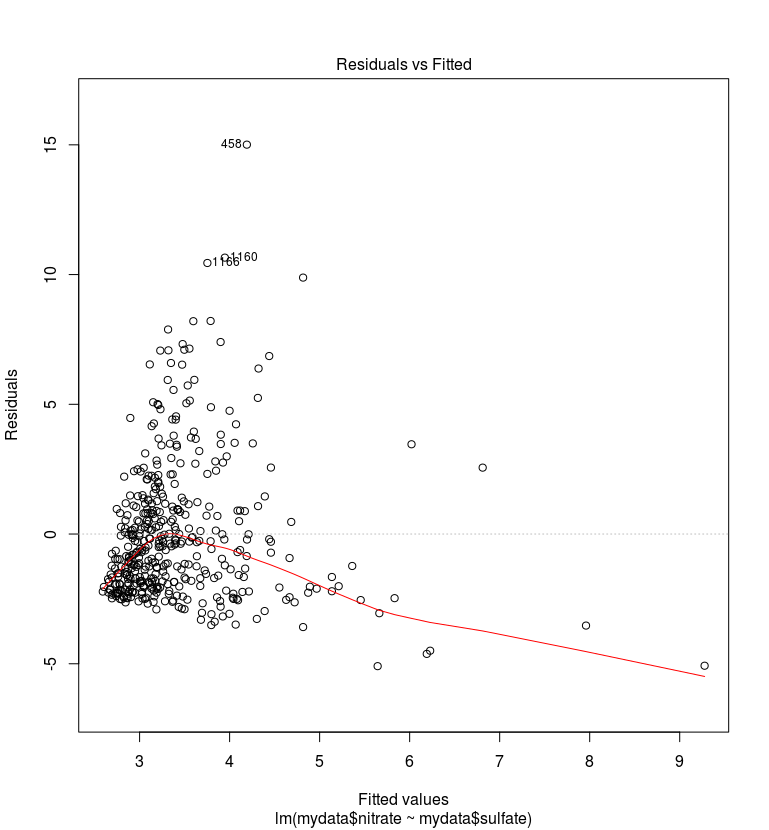 Residuals vs Fitted
15
10
5
0
-5
Residuals
458
1160
1166
3 4 5 6 7 8 9
Fitted values
lm(mydata$nitrate ~ mydata$sulfate)